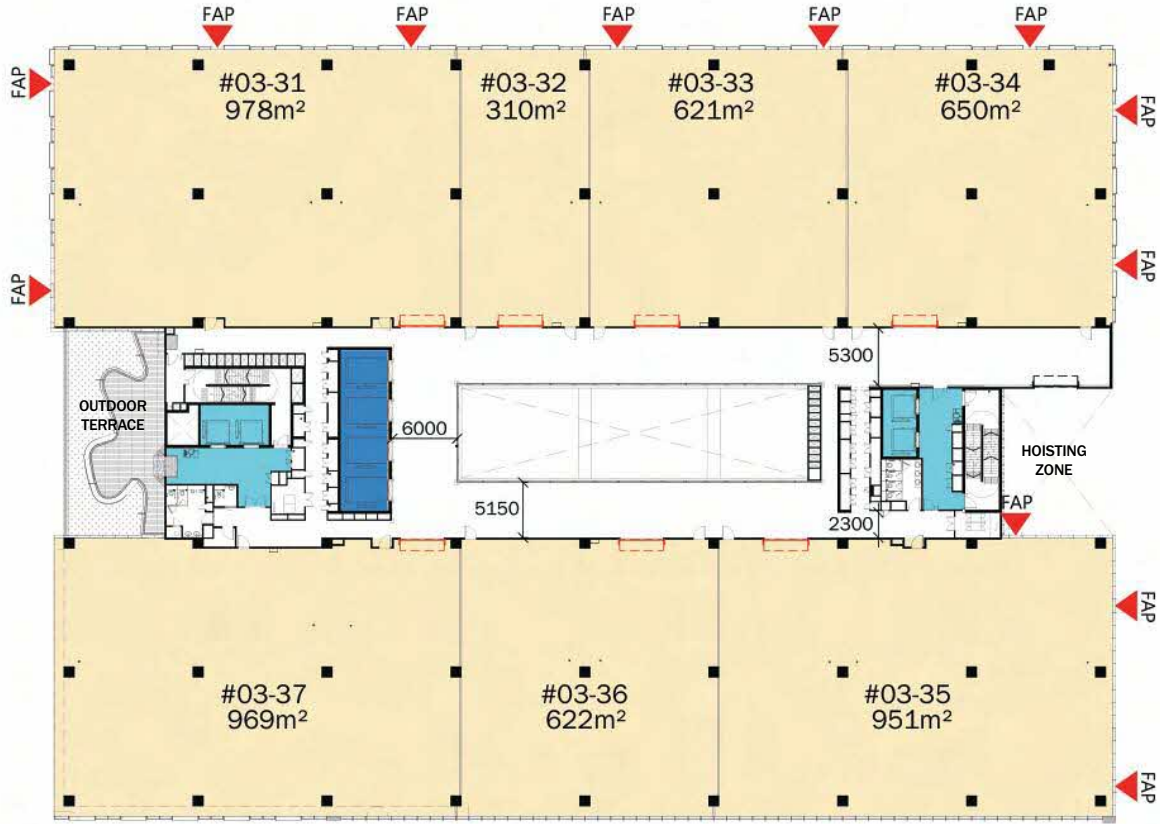 FAP
FAP
FAP
FAP
FAP
FAP
FAP
#03-31
978m²
#03-32
310m²
#03-33
621m²
#03-34
650m²
FAP
FAP
FAP
5300
OUTDOOR
TERRACE
6000
HOISTING
ZONE
5150
2300
FAP
FAP
#03-37
969m²
#03-36
622m²
#03-35
951m²
FAP